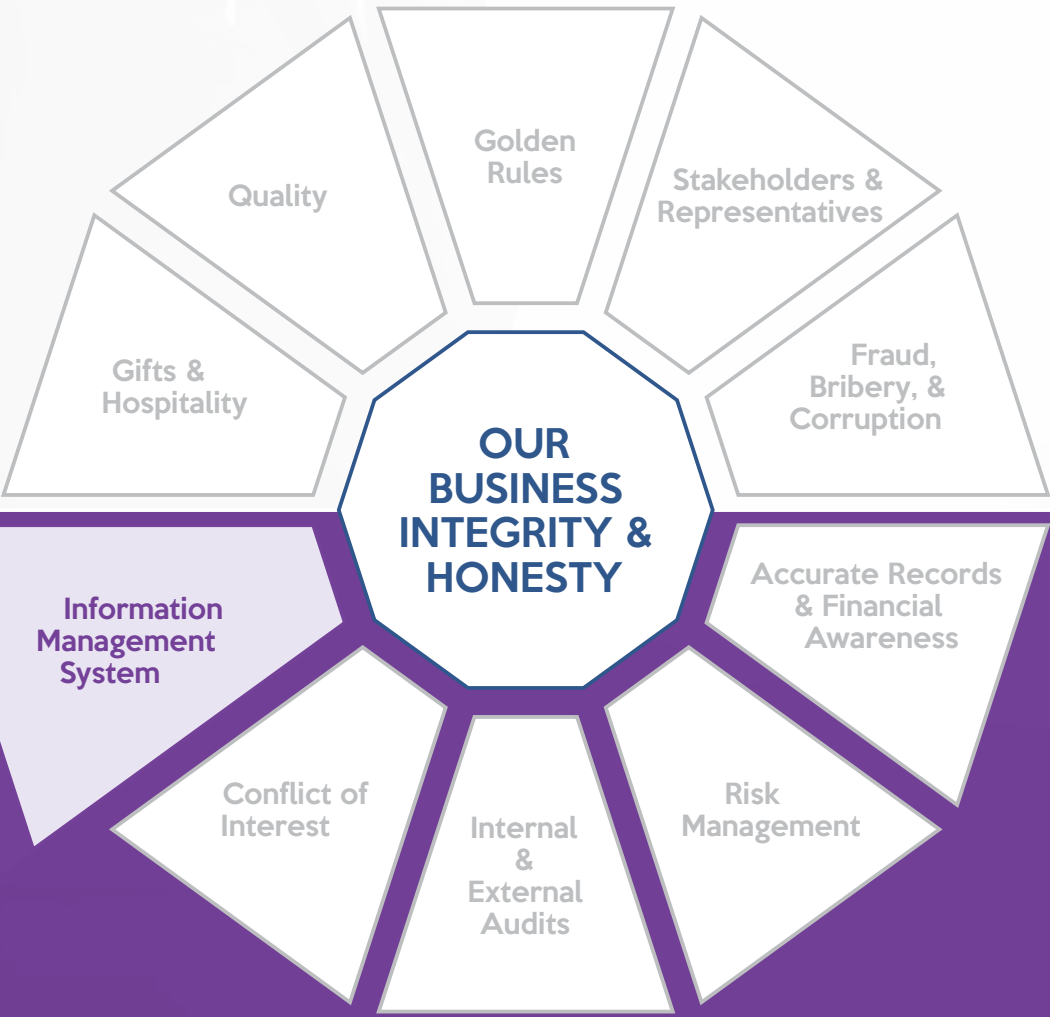 Golden
Rules
Stakeholders &
Representatives
Fraud,
Bribery, &
Corruption
Accurate Records
& Financial
Awareness
Risk
Management
Internal
&
External
Audits
Conflict of
Interest
Information
Management
System
Gifts &
Hospitality
Quality
OUR
BUSINESS
INTEGRITY &
HONESTY